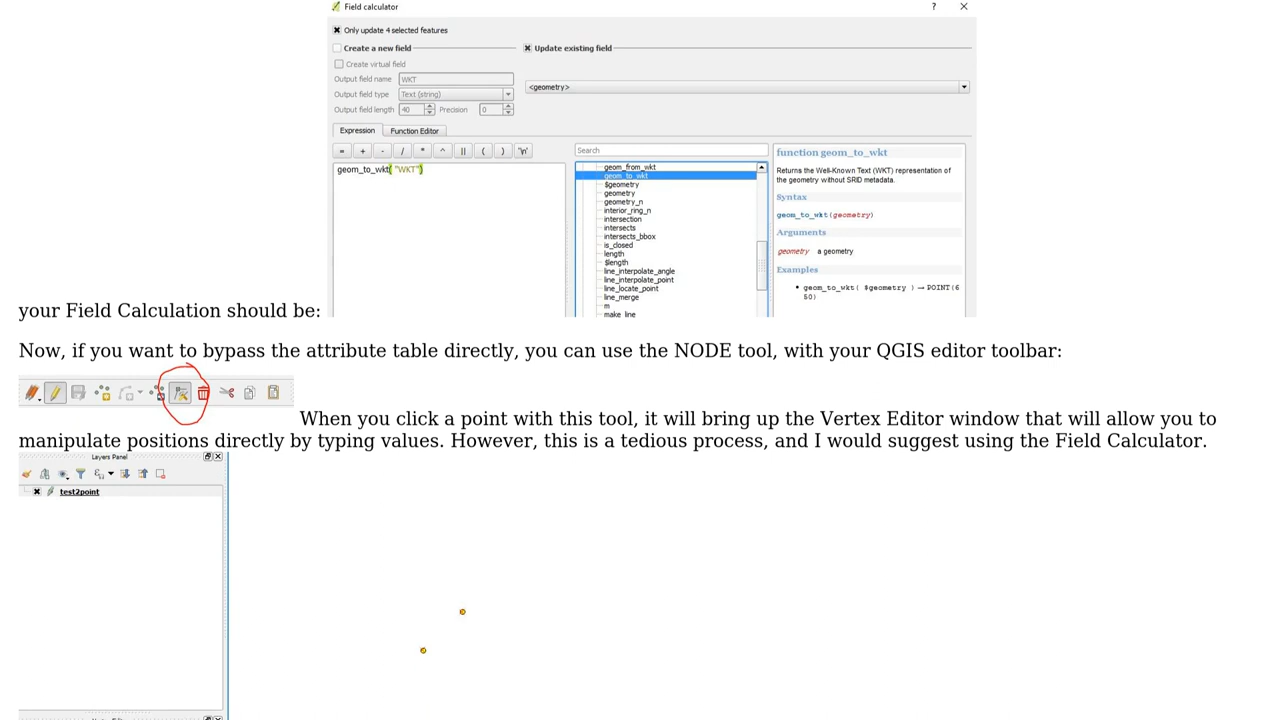 Field calculator
? ×
Only update 4 selected features
Create a new field
Update existing field
Create virtual field
Output field name WKT
Output field type Text (string)
Output field length 40 Precision 0
<geometry>
Expression Function Editor
= + - / * ^ || ( ) '\n'
geom_to_wkt( "WKT")
Search
geom_from_wkt
geom_to_wkt
$geometry
geometry
geometry_n
interior_ring_n
intersection
intersects
intersects_bbox
is_closed
length
$length
line_interpolate_angle
line_interpolate_point
line_locate_point
line_merge
m
make_line
function geom_to_wkt
Returns the Well-Known Text (WKT) representation
of the geometry without SRID metadata.
Syntax
geom_to_wkt(geometry)
Arguments
geometry a geometry
Examples
• geom_to_wkt( $geometry ) → POINT(6
50)
your Field Calculation should be:
Now, if you want to bypass the attribute table directly, you can use the NODE tool, with your QGIS editor toolbar:
When you click a point with this tool, it will bring up the Vertex Editor window that will allow you to
manipulate positions directly by typing values. However, this is a tedious process, and I would suggest using the Field Calculator.
Layers Panel
test2point